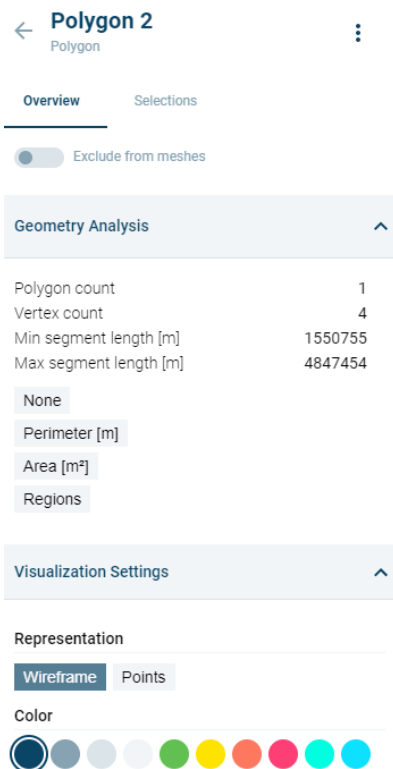 Polygon 2
Polygon
Overview Selections
Exclude from meshes
Geometry Analysis
Polygon count 1
Vertex count 4
Min segment length [m] 1550755
Max segment length [m] 4847454
None
Perimeter [m]
Area [m²]
Regions
Visualization Settings
Representation
Wireframe Points
Color